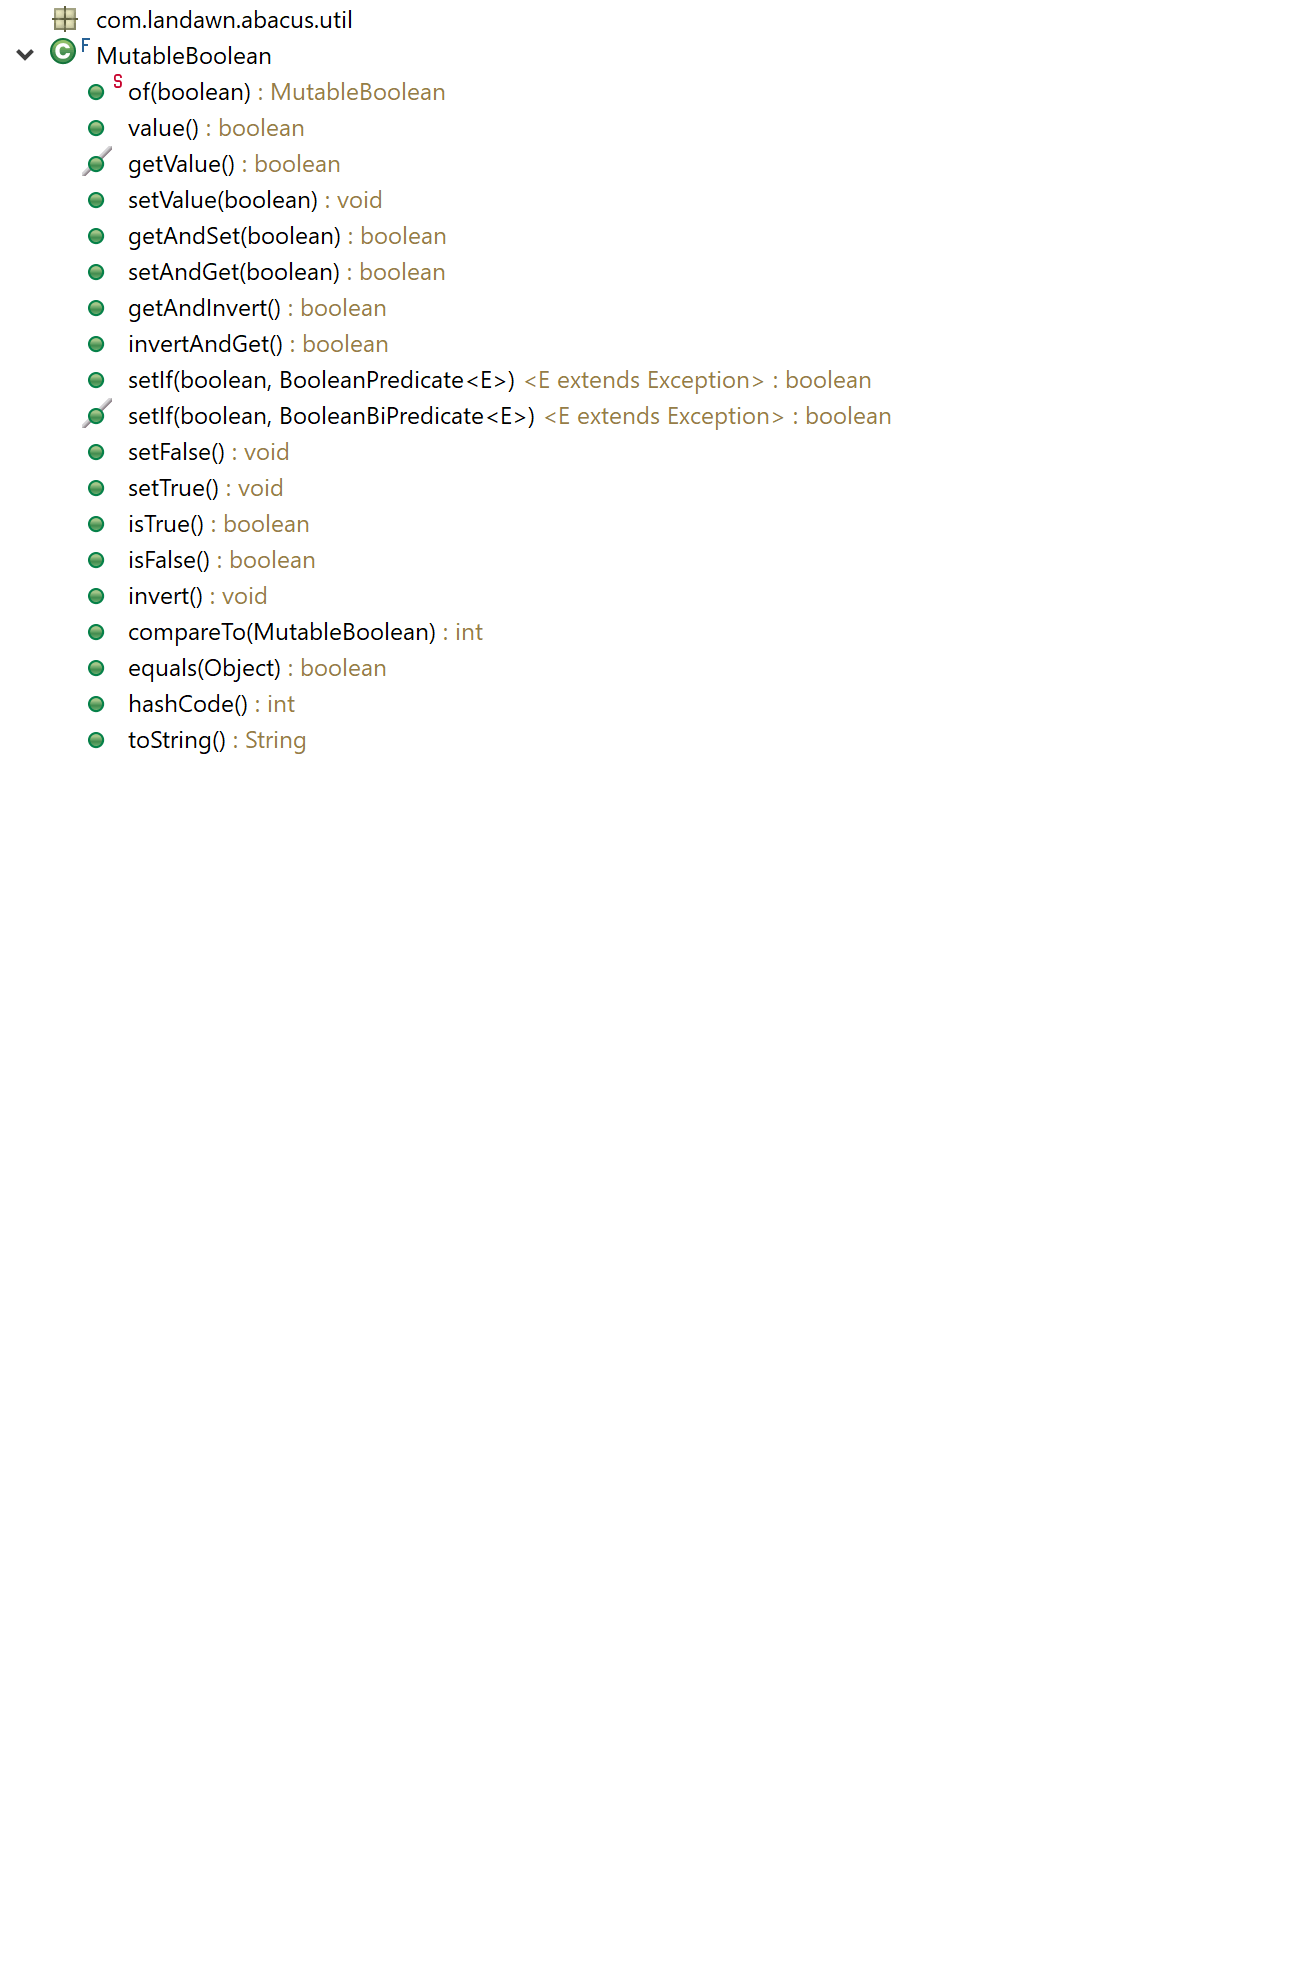 com.landawn.abacus.util
C F MutableBoolean
S of(boolean) : MutableBoolean
value() : boolean
getValue() : boolean
setValue(boolean) : void
getAndSet(boolean) : boolean
setAndGet(boolean) : boolean
getAndInvert() : boolean
invertAndGet() : boolean
setIf(boolean, BooleanPredicate<E>) <E extends Exception> : boolean
setIf(boolean, BooleanBiPredicate<E>) <E extends Exception> : boolean
setFalse() : void
setTrue() : void
isTrue() : boolean
isFalse() : boolean
invert() : void
compareTo(MutableBoolean) : int
equals(Object) : boolean
hashCode() : int
toString() : String